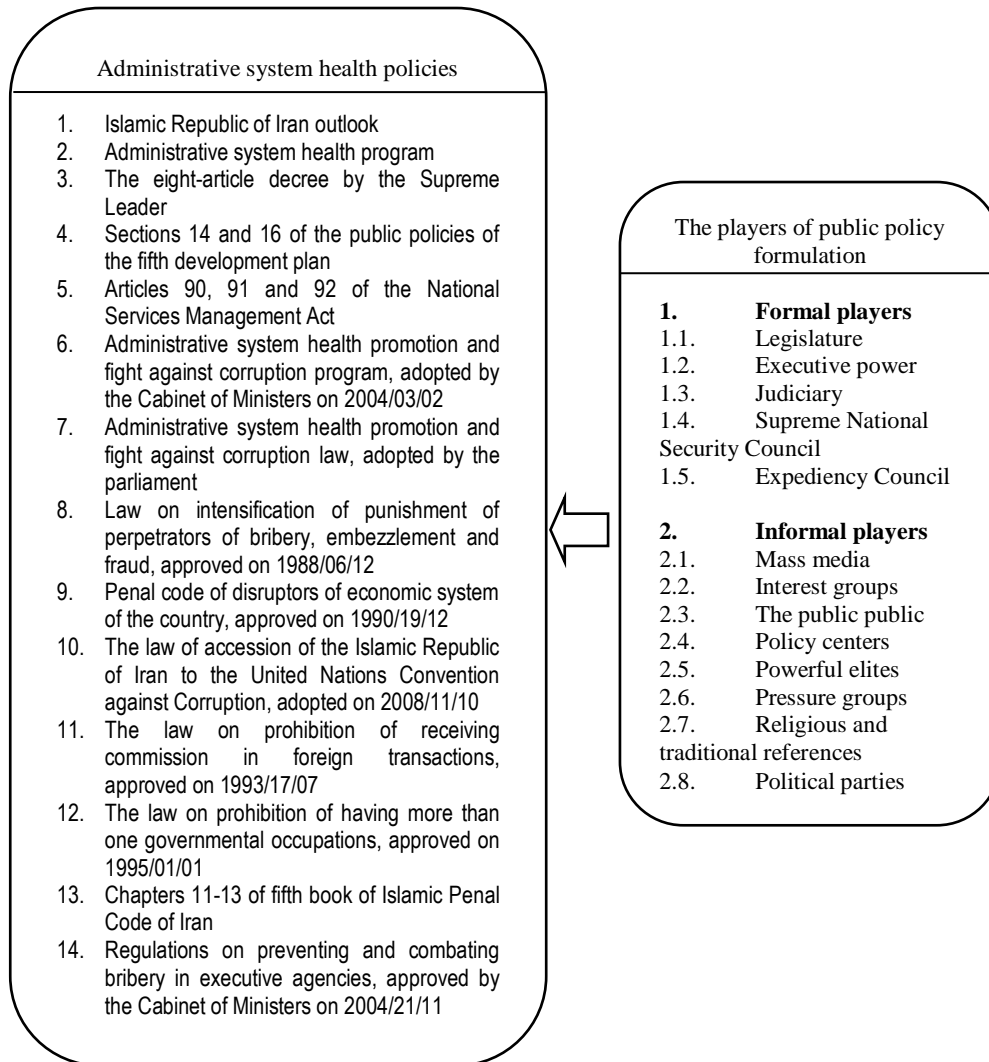 Administrative system health policies
1. Islamic Republic of Iran outlook
2. Administrative system health program
3. The eight-article decree by the Supreme
Leader
4. Sections 14 and 16 of the public policies of
the fifth development plan
5. Articles 90, 91 and 92 of the National
Services Management Act
6. Administrative system health promotion and
fight against corruption program, adopted by
the Cabinet of Ministers on 2004/03/02
7. Administrative system health promotion and
fight against corruption law, adopted by the
parliament
8. Law on intensification of punishment of
perpetrators of bribery, embezzlement and
fraud, approved on 1988/06/12
9. Penal code of disruptors of economic system
of the country, approved on 1990/19/12
10. The law of accession of the Islamic Republic
of Iran to the United Nations Convention
against Corruption, adopted on 2008/11/10
11. The law on prohibition of receiving
commission in foreign transactions,
approved on 1993/17/07
12. The law on prohibition of having more than
one governmental occupations, approved on
1995/01/01
13. Chapters 11-13 of fifth book of Islamic Penal
Code of Iran
14. Regulations on preventing and combating
bribery in executive agencies, approved by
the Cabinet of Ministers on 2004/21/11
The players of public policy
formulation
1. Formal players
1.1. Legislature
1.2. Executive power
1.3. Judiciary
1.4. Supreme National
Security Council
1.5. Expediency Council
2. Informal players
2.1. Mass media
2.2. Interest groups
2.3. The public public
2.4. Policy centers
2.5. Powerful elites
2.6. Pressure groups
2.7. Religious and
traditional references
2.8. Political parties